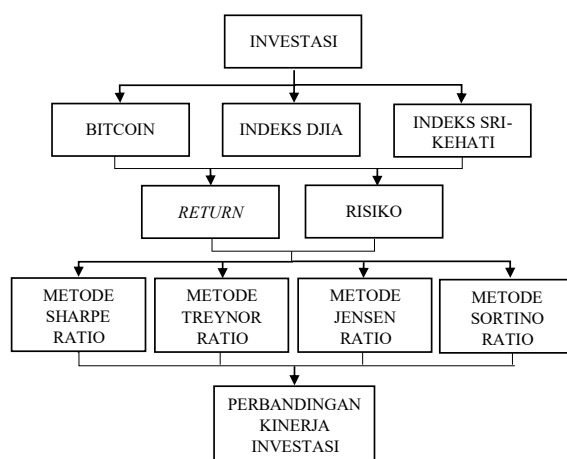 INVESTASI
BITCOIN
INDEKS DJIA
INDEKS SRI-
KEHATI
RETURN
RISIKO
METODE
SHARPE
RATIO
METODE
TREYNOR
RATIO
METODE
JENSEN
RATIO
METODE
SORTINO
RATIO
PERBANDINGAN
KINERJA
INVESTASI